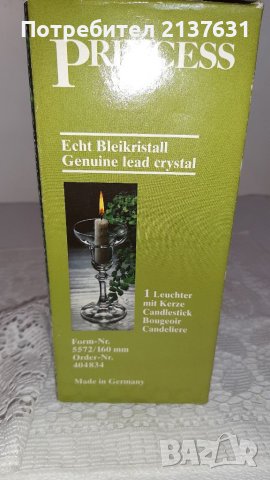 Потребител 2137631
PRINCESS
Echt Bleikristall
Genuine lead crystal
1 Leuchter
mit Kerze
Candlestick
Bougeoir
Candeliere
Form-Nr.
5572/160 mm
Order-Nr.
404834
Made in Germany
BAZAR